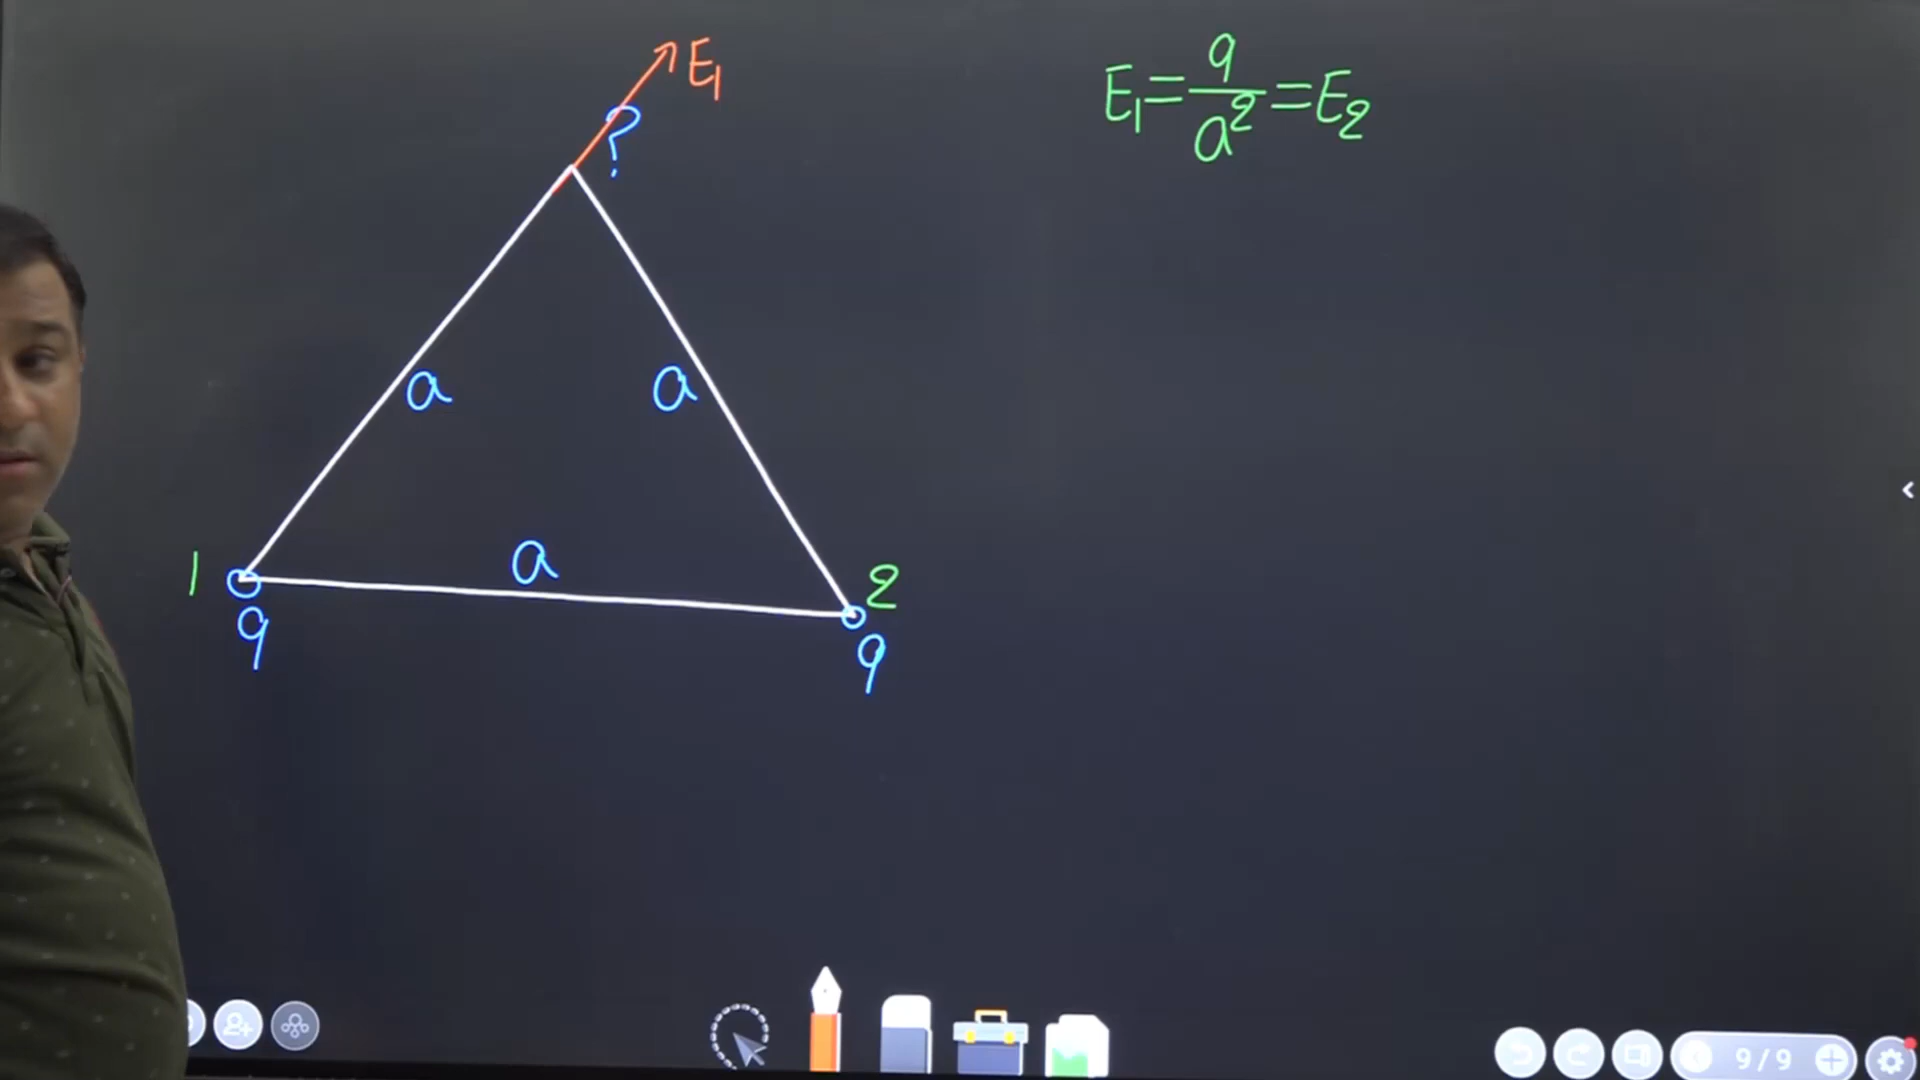 E₁
?
E₁ = q/a² = E₂
a
a
a
1
2
q
q
9/9